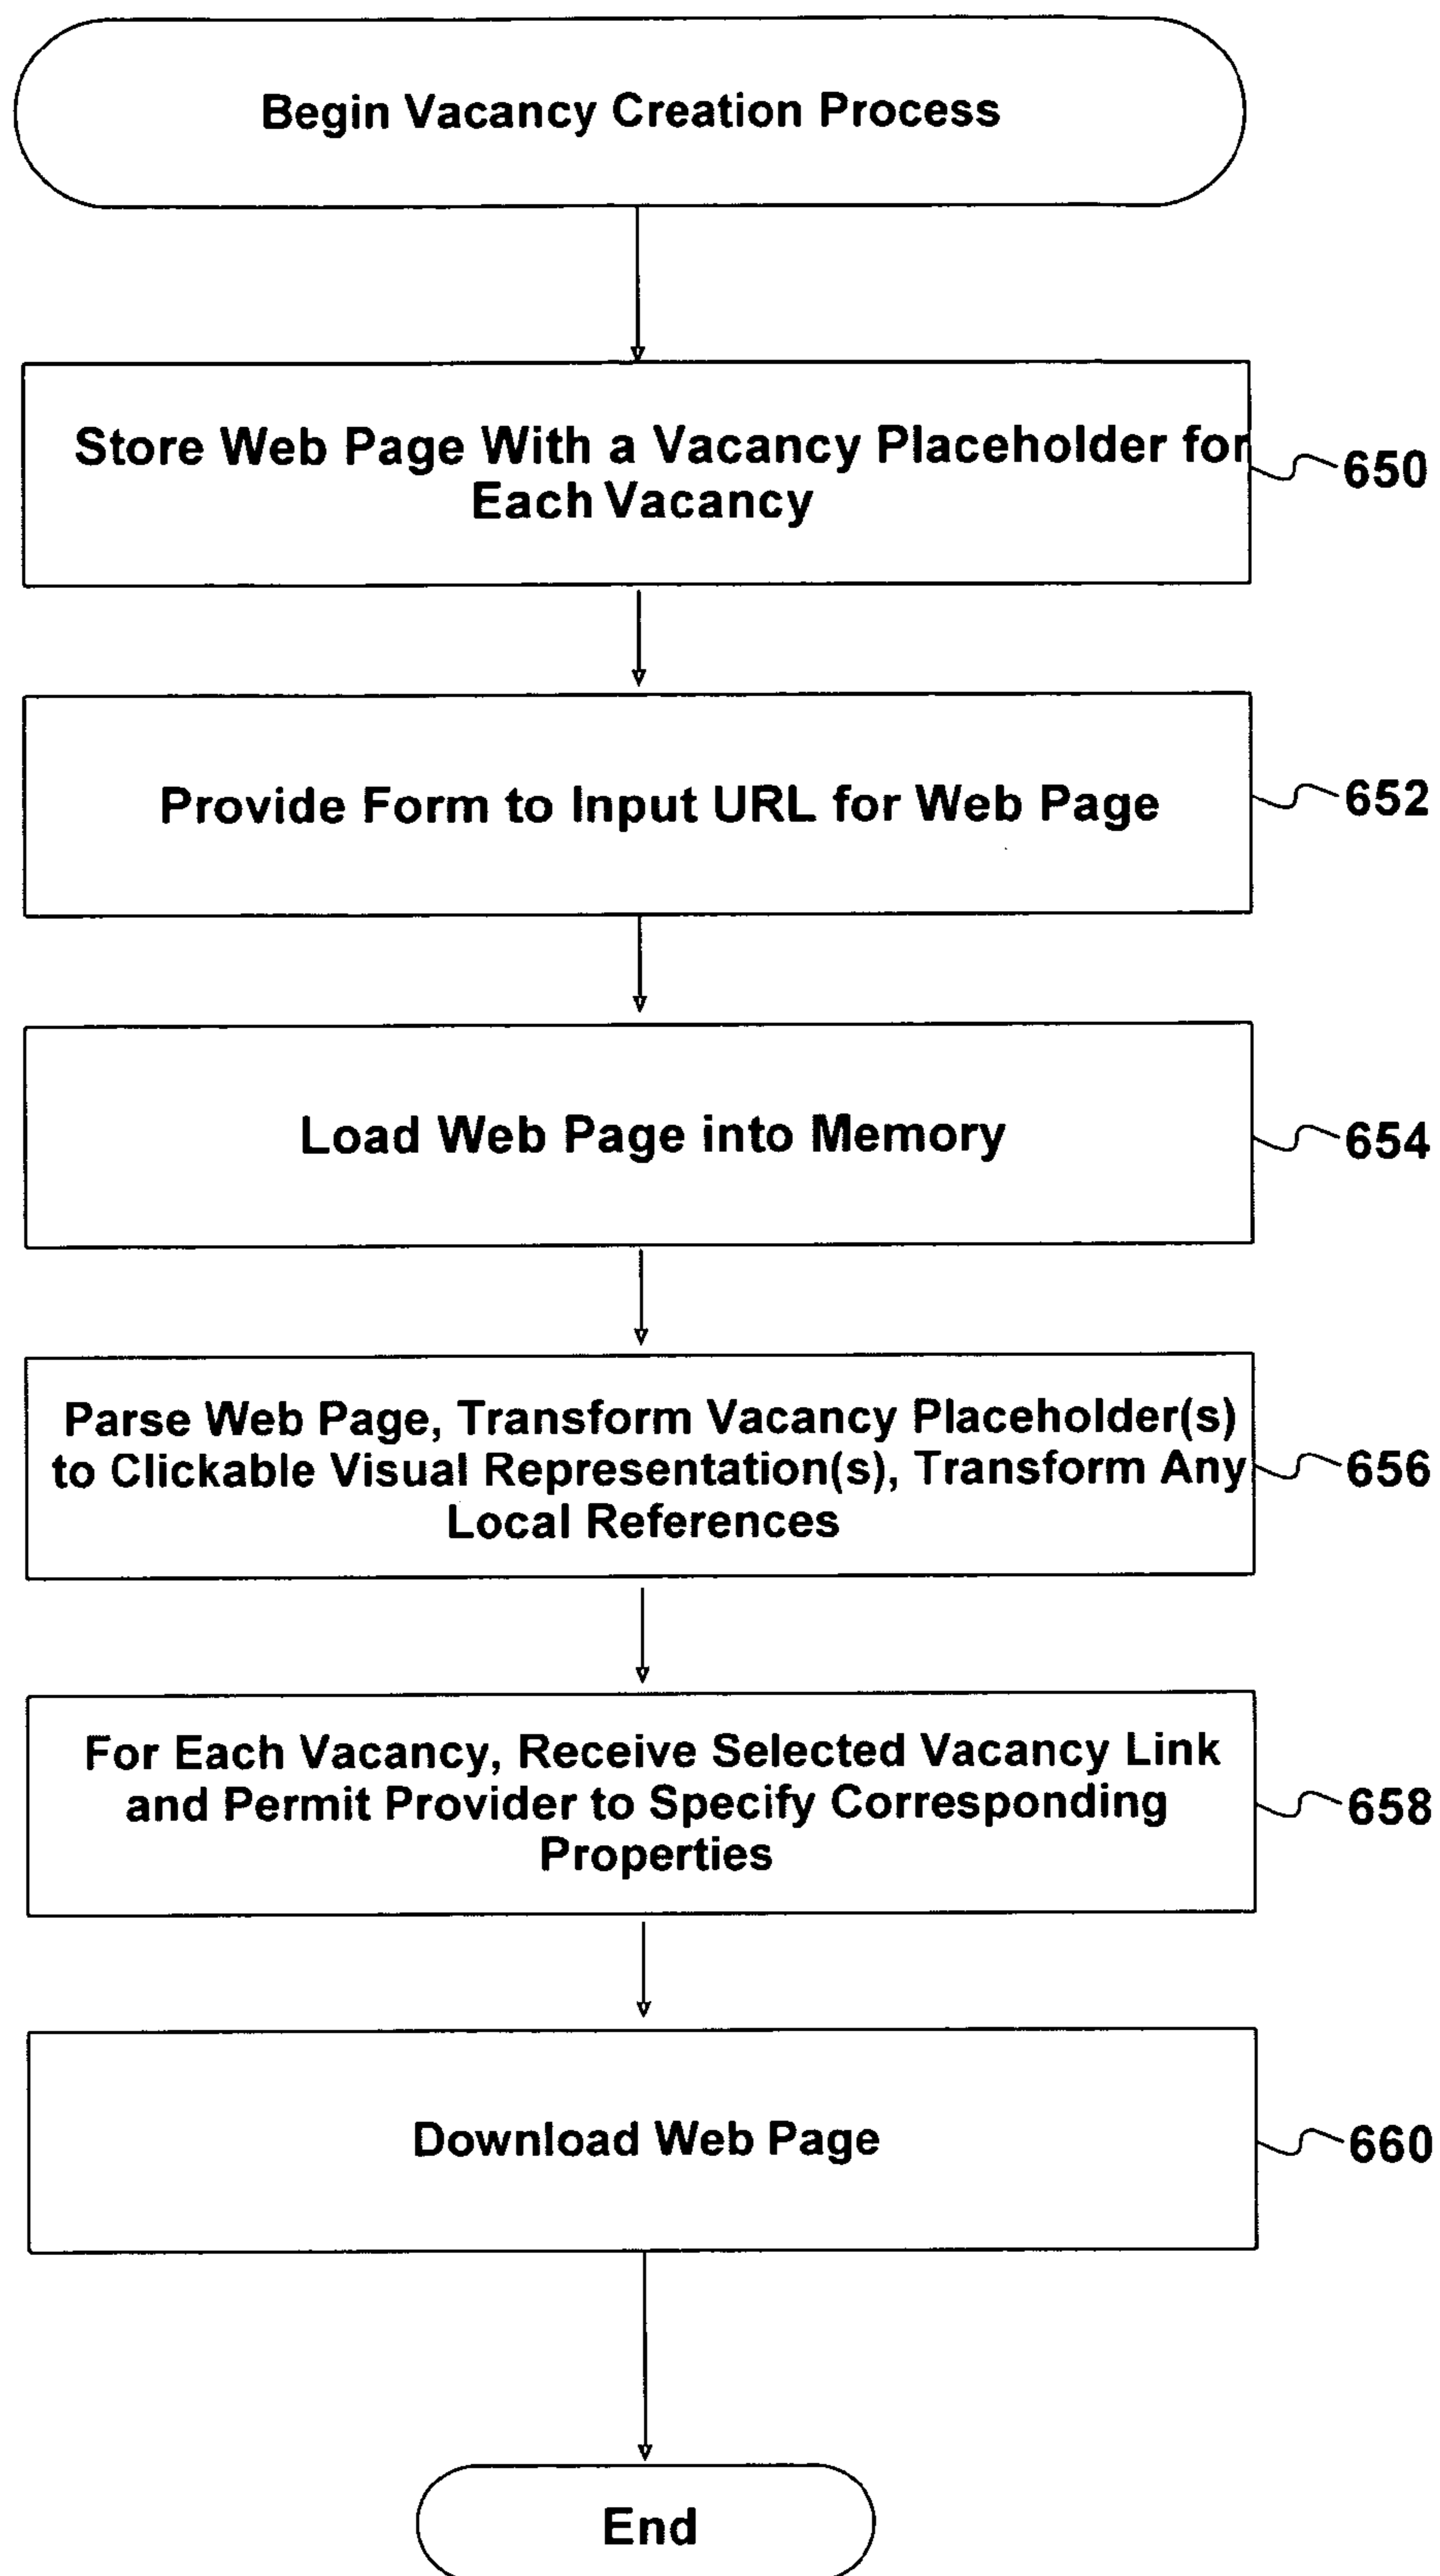 Begin Vacancy Creation Process
Store Web Page With a Vacancy Placeholder for
Each Vacancy
650
Provide Form to Input URL for Web Page
652
Load Web Page into Memory
654
Parse Web Page, Transform Vacancy Placeholder(s)
to Clickable Visual Representation(s), Transform Any
Local References
656
For Each Vacancy, Receive Selected Vacancy Link
and Permit Provider to Specify Corresponding
Properties
658
Download Web Page
660
End